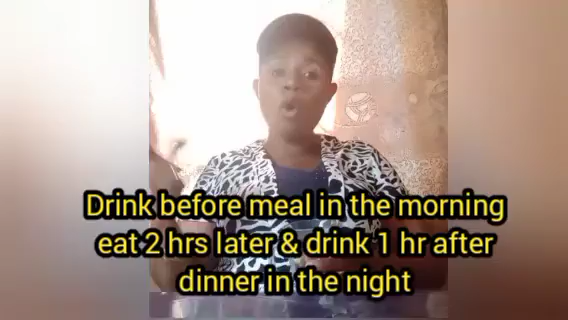 Drink before meal in the morning
eat 2 hrs later & drink 1 hr after
dinner in the night